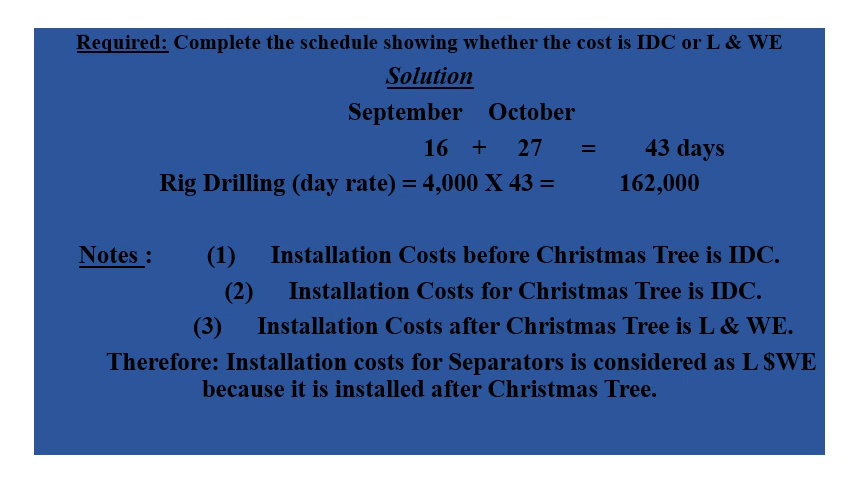 Required: Complete the schedule showing whether the cost is IDC or L & WE
Solution
September October
16 + 27 = 43 days
Rig Drilling (day rate) = 4,000 X 43 = 162,000
Notes : (1) Installation Costs before Christmas Tree is IDC.
(2) Installation Costs for Christmas Tree is IDC.
(3) Installation Costs after Christmas Tree is L & WE.
Therefore: Installation costs for Separators is considered as L $WE
because it is installed after Christmas Tree.